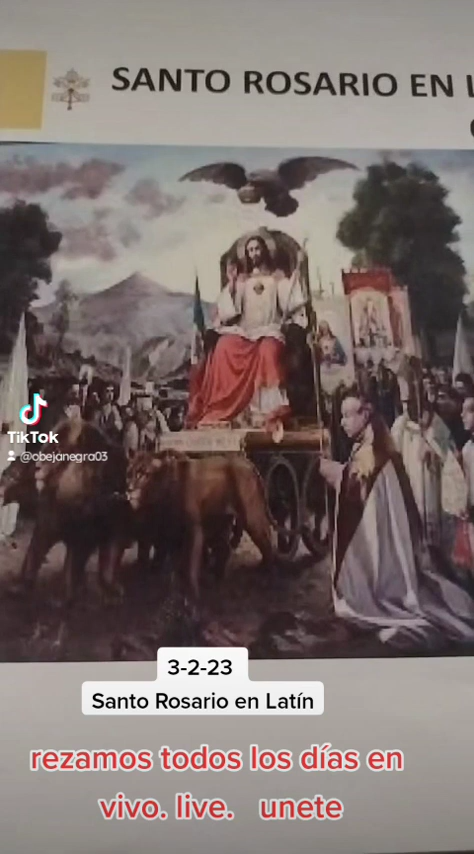 SANTO ROSARIO EN
TikTok
@obejanegra03
3-2-23
Santo Rosario en Latín
rezamos todos los días en
vivo. live. unete